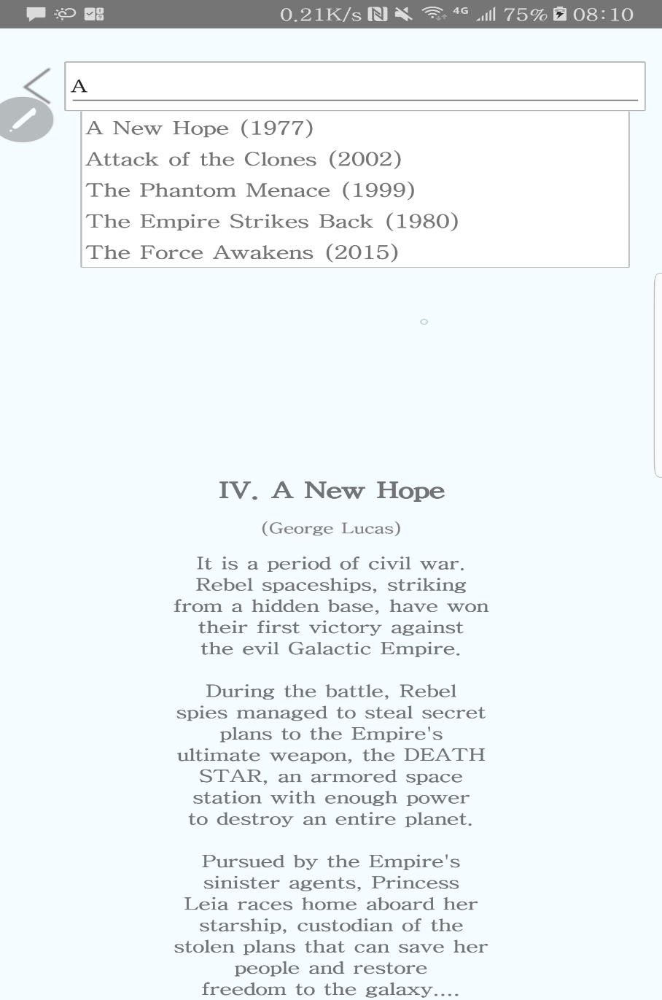 0.21K/s 4G 75% 08:10
A
A New Hope (1977)
Attack of the Clones (2002)
The Phantom Menace (1999)
The Empire Strikes Back (1980)
The Force Awakens (2015)
IV. A New Hope
(George Lucas)
It is a period of civil war.
Rebel spaceships, striking
from a hidden base, have won
their first victory against
the evil Galactic Empire.
During the battle, Rebel
spies managed to steal secret
plans to the Empire's
ultimate weapon, the DEATH
STAR, an armored space
station with enough power
to destroy an entire planet.
Pursued by the Empire's
sinister agents, Princess
Leia races home aboard her
starship, custodian of the
stolen plans that can save her
people and restore
freedom to the galaxy....